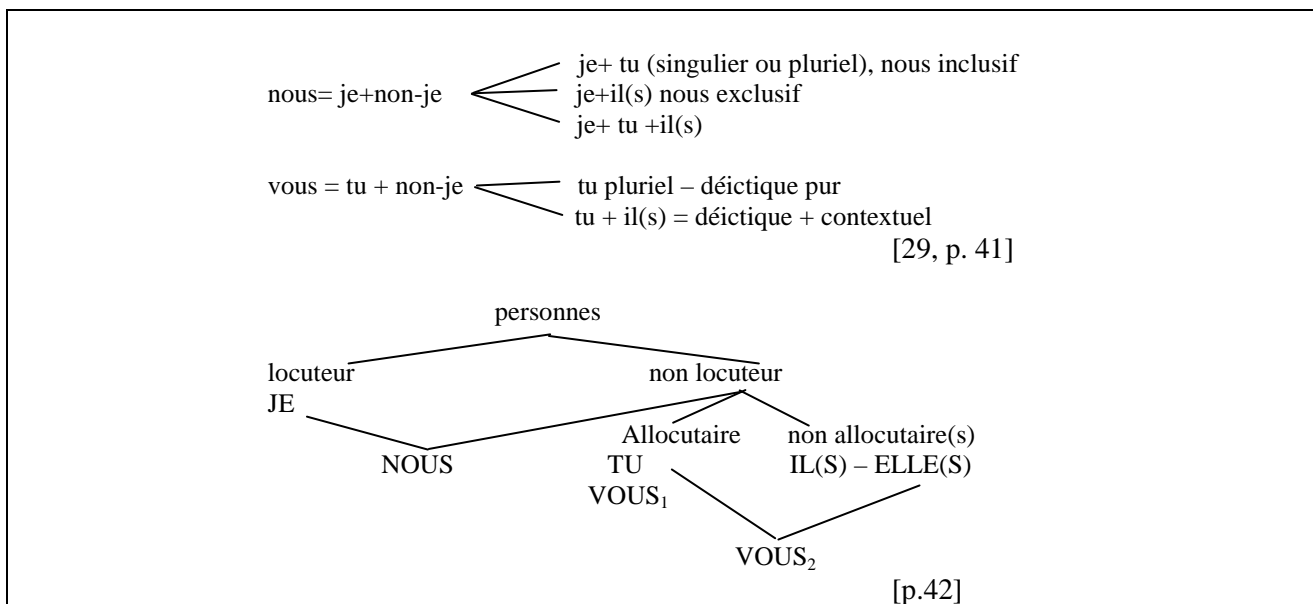 je+ tu (singulier ou pluriel), nous inclusif
nous= je+non-je
je+il(s) nous exclusif
je+ tu +il(s)
vous = tu + non-je
tu pluriel – déictique pur
tu + il(s) = déictique + contextuel
[29, p. 41]
personnes
locuteur non locuteur
JE
Allocutaire non allocutaire(s)
NOUS TU IL(S) – ELLE(S)
VOUS₁
VOUS₂
[p.42]